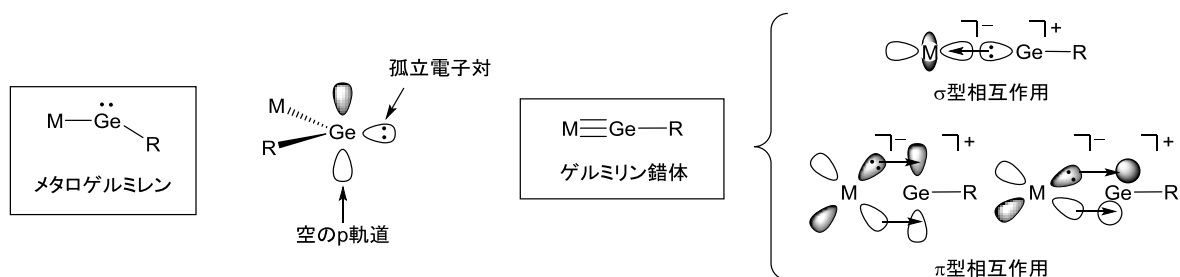 M—G̈e
R
メタロゲルミレン
孤立電子対
M
Ge
:
R
空のp軌道
M≡Ge—R
ゲルミリン錯体
M : Ge—R
−
+
σ型相互作用
−
+
M : Ge—R
−
+
M : Ge—R
π型相互作用